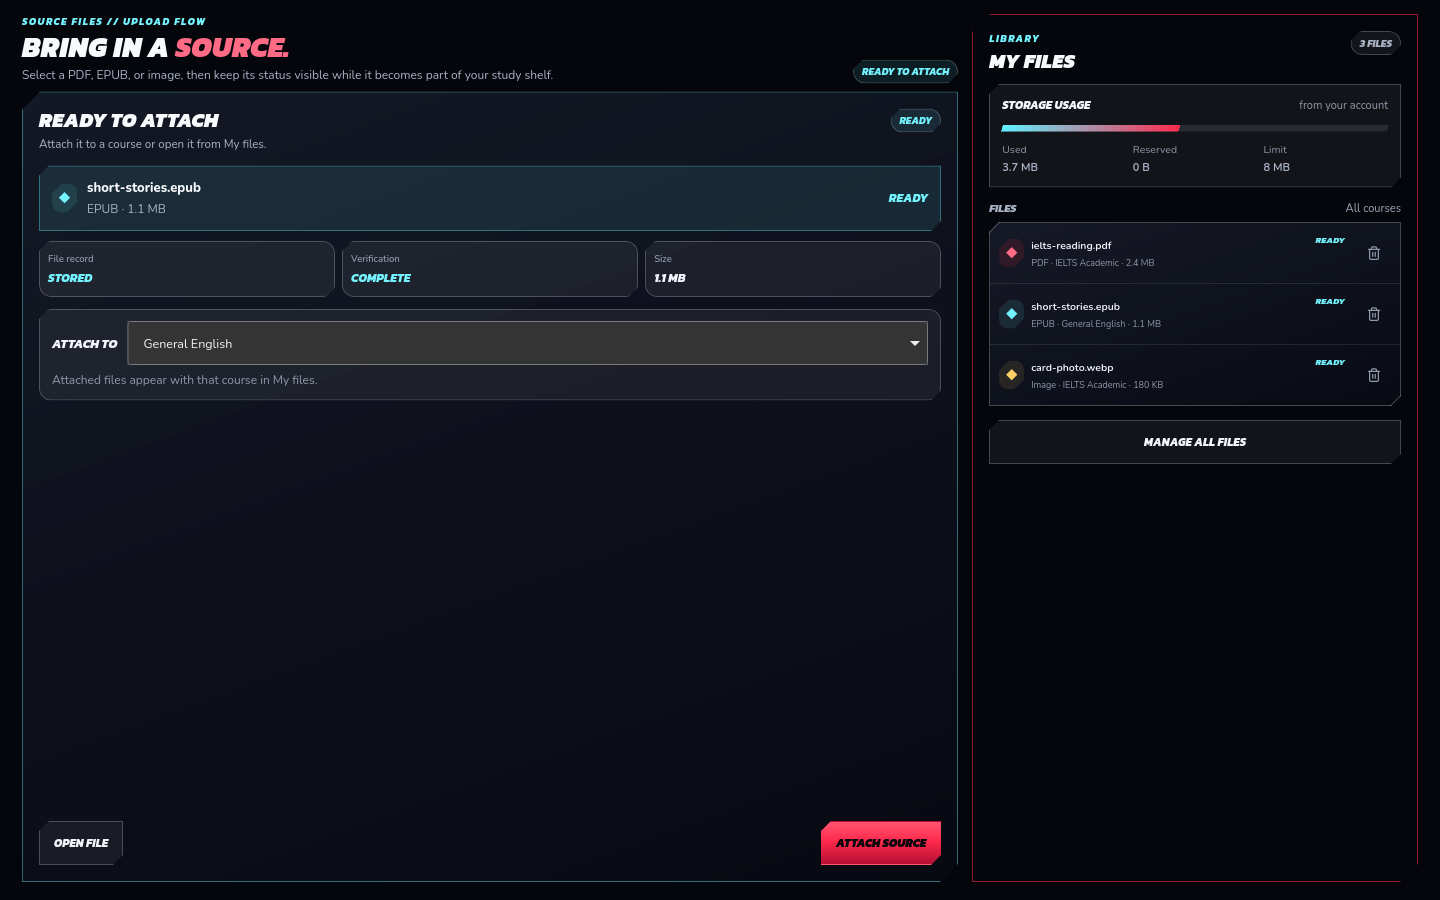 SOURCE FILES // UPLOAD FLOW
BRING IN A SOURCE.
Select a PDF, EPUB, or image, then keep its status visible while it becomes part of your study shelf.
READY TO ATTACH
READY TO ATTACH
READY
Attach it to a course or open it from My files.
short-stories.epub
EPUB · 1.1 MB
READY
File record
STORED
Verification
COMPLETE
Size
1.1 MB
ATTACH TO
General English
Attached files appear with that course in My files.
OPEN FILE
ATTACH SOURCE
LIBRARY
MY FILES
3 FILES
STORAGE USAGE
from your account
Used
Reserved
Limit
3.7 MB
0 B
8 MB
FILES
All courses
ielts-reading.pdf
PDF · IELTS Academic · 2.4 MB
READY
short-stories.epub
EPUB · General English · 1.1 MB
READY
card-photo.webp
Image · IELTS Academic · 180 KB
READY
MANAGE ALL FILES